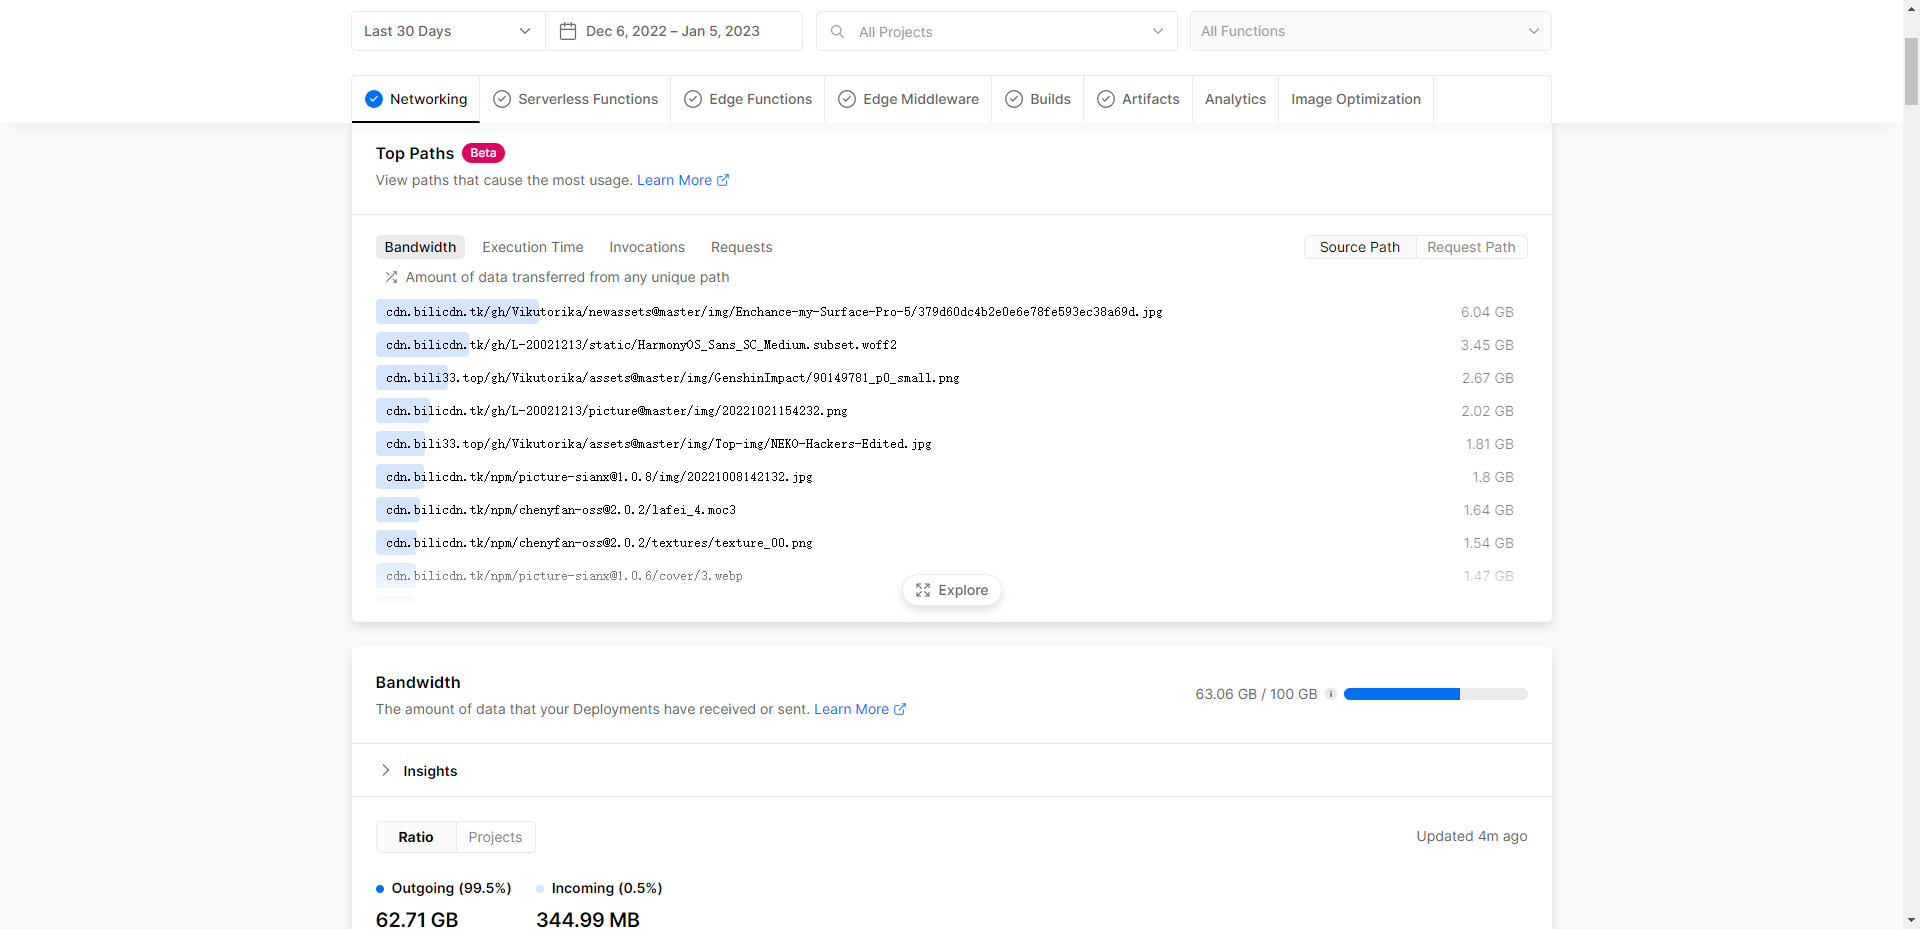 Last 30 Days Dec 6, 2022 – Jan 5, 2023 All Projects All Functions
Networking Serverless Functions Edge Functions Edge Middleware Builds Artifacts Analytics Image Optimization
Top Paths Beta
View paths that cause the most usage. Learn More
Bandwidth Execution Time Invocations Requests Source Path Request Path
Amount of data transferred from any unique path
cdn.bilicdn.tk/gh/Vikutorika/newassets@master/img/Enchance-my-Surface-Pro-5/379d60dc4b2e0e6e78fe593ec38a69d.jpg 6.04 GB
cdn.bilicdn.tk/gh/L-20021213/static/HarmonyOS_Sans_SC_Medium.subset.woff2 3.45 GB
cdn.bili33.top/gh/Vikutorika/assets@master/img/GenshinImpact/90149781_p0_small.png 2.67 GB
cdn.bilicdn.tk/gh/L-20021213/picture@master/img/20221021154232.png 2.02 GB
cdn.bili33.top/gh/Vikutorika/assets@master/img/Top-img/NEKO-Hackers-Edited.jpg 1.81 GB
cdn.bilicdn.tk/npm/picture-sianx@1.0.8/img/20221008142132.jpg 1.8 GB
cdn.bilicdn.tk/npm/chenyfan-oss@2.0.2/lafei_4.moc3 1.64 GB
cdn.bilicdn.tk/npm/chenyfan-oss@2.0.2/textures/texture_00.png 1.54 GB
cdn.bilicdn.tk/npm/picture-sianx@1.0.6/cover/3.webp 1.47 GB
Explore
Bandwidth
The amount of data that your Deployments have received or sent. Learn More
63.06 GB / 100 GB
Insights
Ratio Projects Updated 4m ago
Outgoing (99.5%) Incoming (0.5%)
62.71 GB 344.99 MB